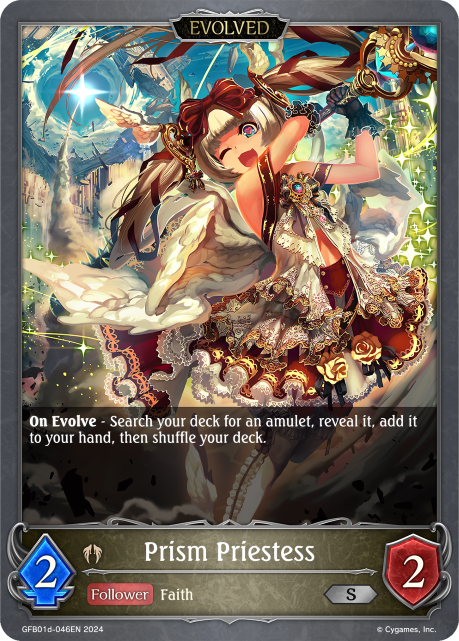 EVOLVED
On Evolve - Search your deck for an amulet, reveal it, add it
to your hand, then shuffle your deck.
Prism Priestess
2
2
Follower Faith
S
GFB01d-046EN 2024
© Cygames, Inc.